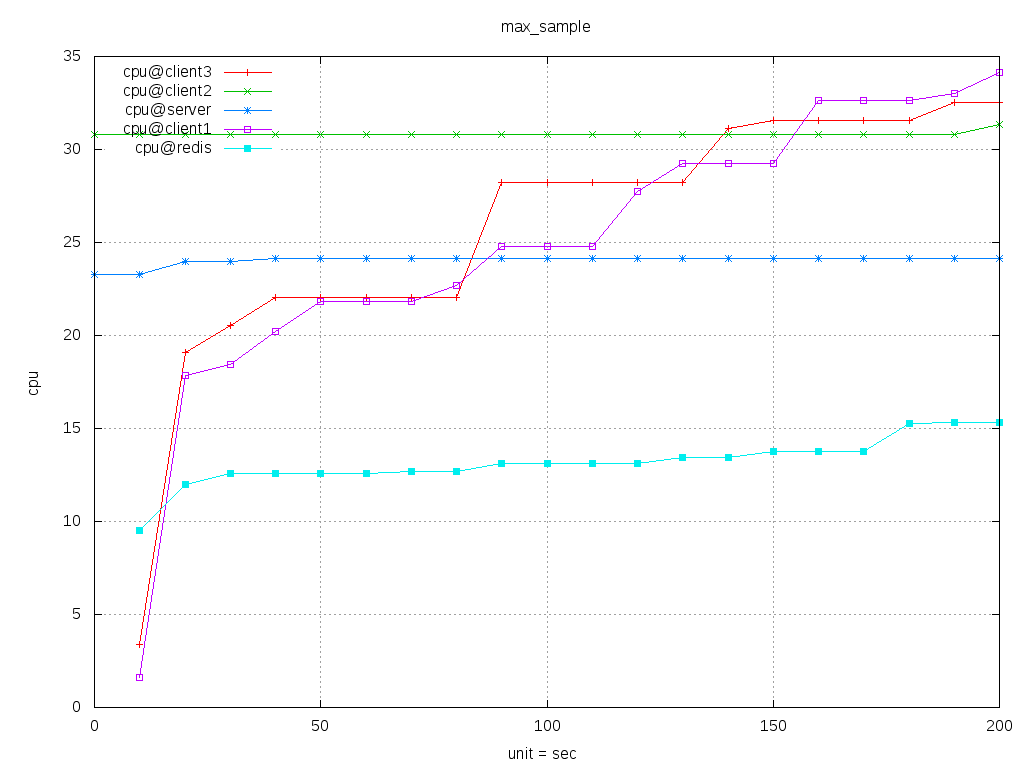 max_sample
35
30
25
20
15
10
5
0
cpu@client3
cpu@client2
cpu@server
cpu@client1
cpu@redis
cpu
0 50 100 150 200
unit = sec